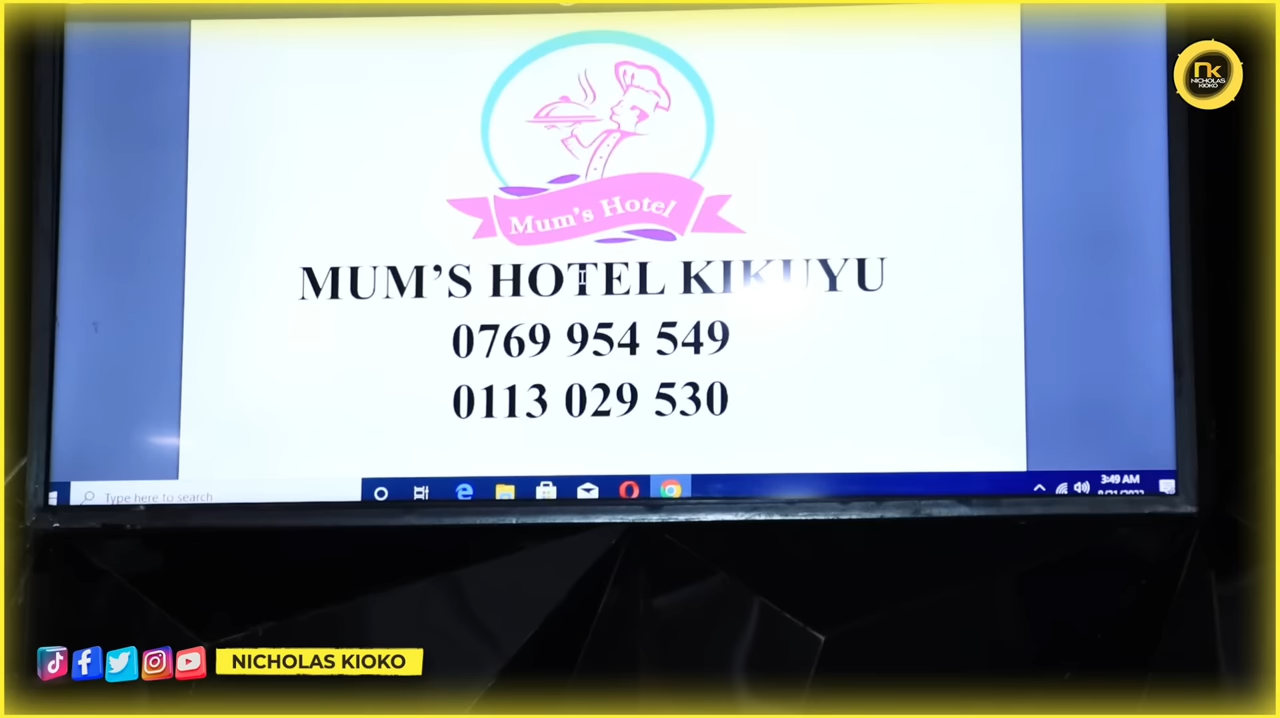 NK
NICHOLAS
KIOKO
Mum's Hotel
MUM'S HOTEL KIKUYU
0769 954 549
0113 029 530
Type here to search
3:49 AM
NICHOLAS KIOKO